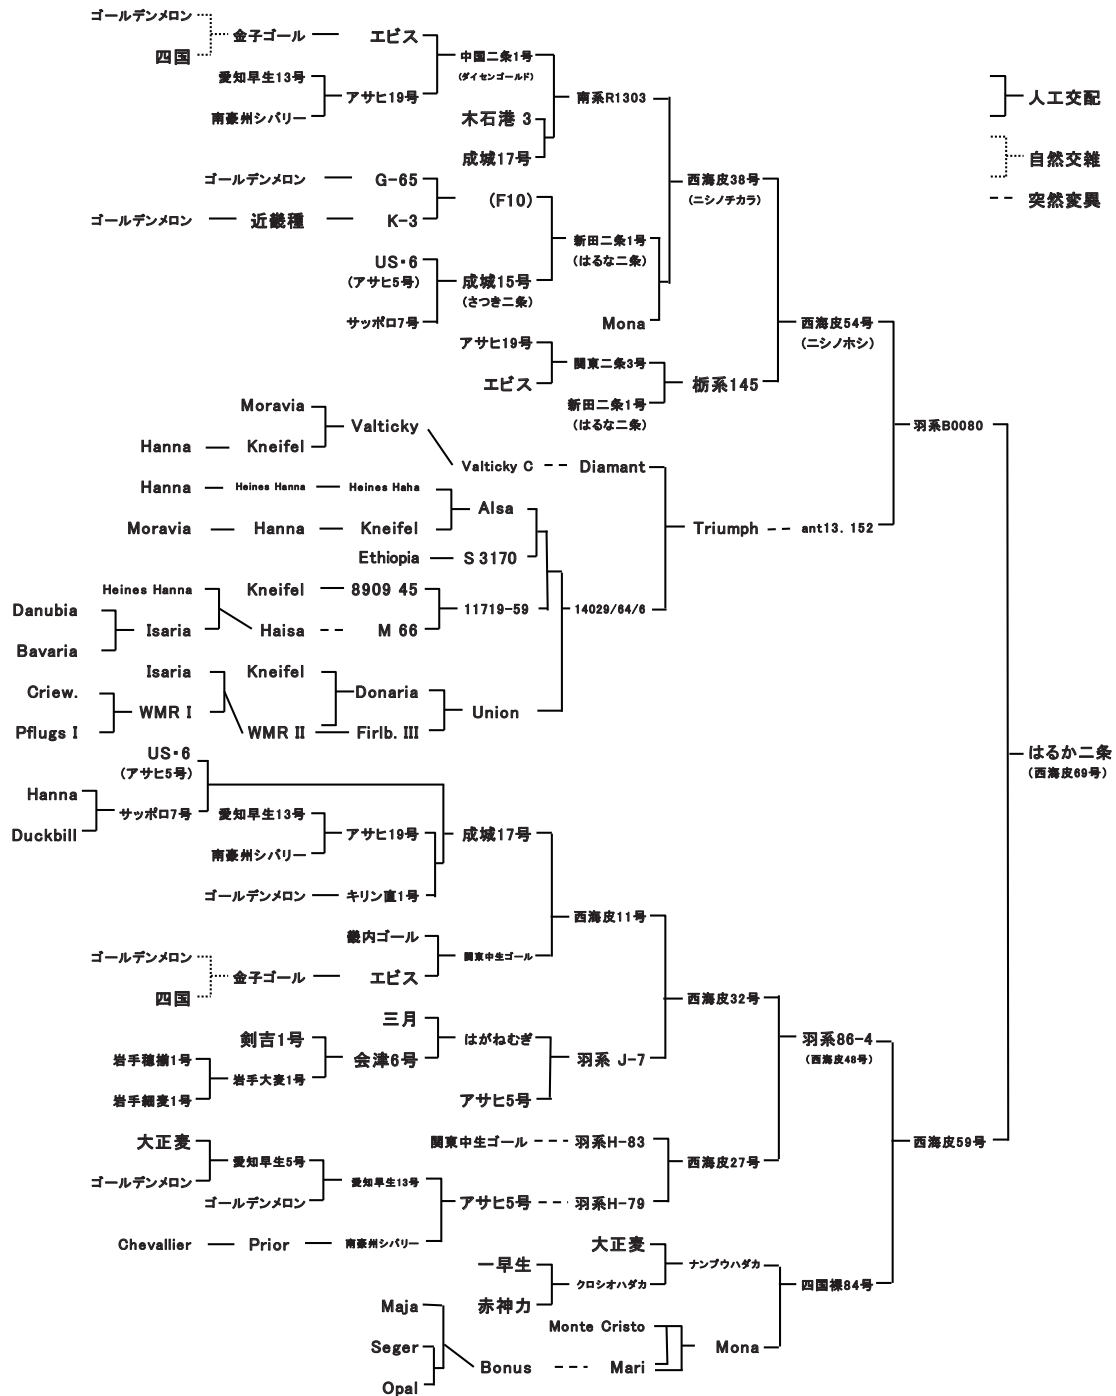 ゴールデンメロン
金子ゴール
エビス
四国
中国二条1号
(ダイセンゴールド)
愛知早生13号
アサヒ19号
南豪州シバリー
南系R1303
木石港 3
成城17号
人工交配
自然交雑
突然変異
ゴールデンメロン
G-65
(F10)
西海皮38号
(ニシノチカラ)
ゴールデンメロン
近畿種
K-3
新田二条1号
(はるな二条)
US・6
(アサヒ5号)
成城15号
(さつき二条)
サッポロ7号
Mona
西海皮54号
(ニシノホシ)
アサヒ19号
関東二条3号
エビス
栃系145
新田二条1号
(はるな二条)
Moravia
Valticky
羽系B0080
Hanna
Kneifel
Valticky C
Diamant
Hanna
Heines Hanna
Heines Haha
Alsa
Moravia
Hanna
Kneifel
Triumph
ant13. 152
Ethiopia
S 3170
Heines Hanna
Kneifel
8909 45
Danubia
11719-59
14029/64/6
Isaria
Haisa
M 66
Bavaria
Isaria
Kneifel
Criew.
Donaria
WMR I
Union
Pflugs I
WMR II
Firlb. III
US・6
(アサヒ5号)
はるか二条
(西海皮69号)
Hanna
サッポロ7号
愛知早生13号
Duckbill
アサヒ19号
成城17号
南豪州シバリー
ゴールデンメロン
キリン直1号
西海皮11号
畿内ゴール
ゴールデンメロン
関東中生ゴール
金子ゴール
エビス
四国
西海皮32号
三月
剣吉1号
はがねむぎ
羽系86-4
(西海皮48号)
岩手穂揃1号
会津6号
羽系 J-7
岩手大麦1号
岩手細麦1号
アサヒ5号
大正麦
関東中生ゴール
羽系H-83
西海皮59号
愛知早生5号
西海皮27号
ゴールデンメロン
愛知早生13号
ゴールデンメロン
アサヒ5号
羽系H-79
Chevallier
Prior
南豪州シバリー
大正麦
一早生
ナンプウハダカ
クロシオハダカ
四国裸84号
赤神力
Maja
Monte Cristo
Seger
Mona
Bonus
Mari
Opal